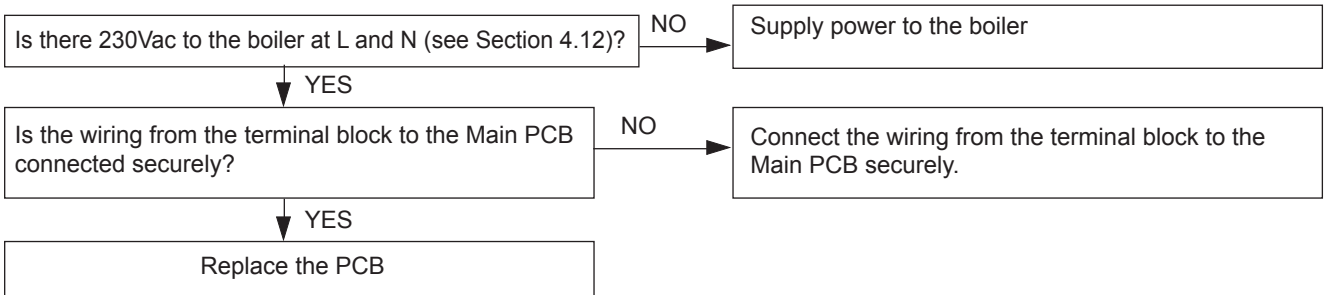 Is there 230Vac to the boiler at L and N (see Section 4.12)?
NO
Supply power to the boiler
YES
Is the wiring from the terminal block to the Main PCB
connected securely?
NO
Connect the wiring from the terminal block to the
Main PCB securely.
YES
Replace the PCB